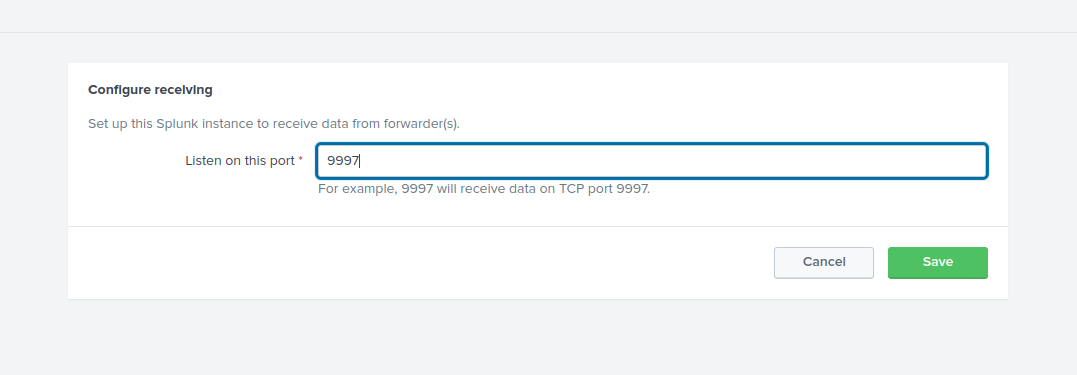 Configure receiving
Set up this Splunk instance to receive data from forwarder(s).
Listen on this port * 9997
For example, 9997 will receive data on TCP port 9997.
Cancel Save